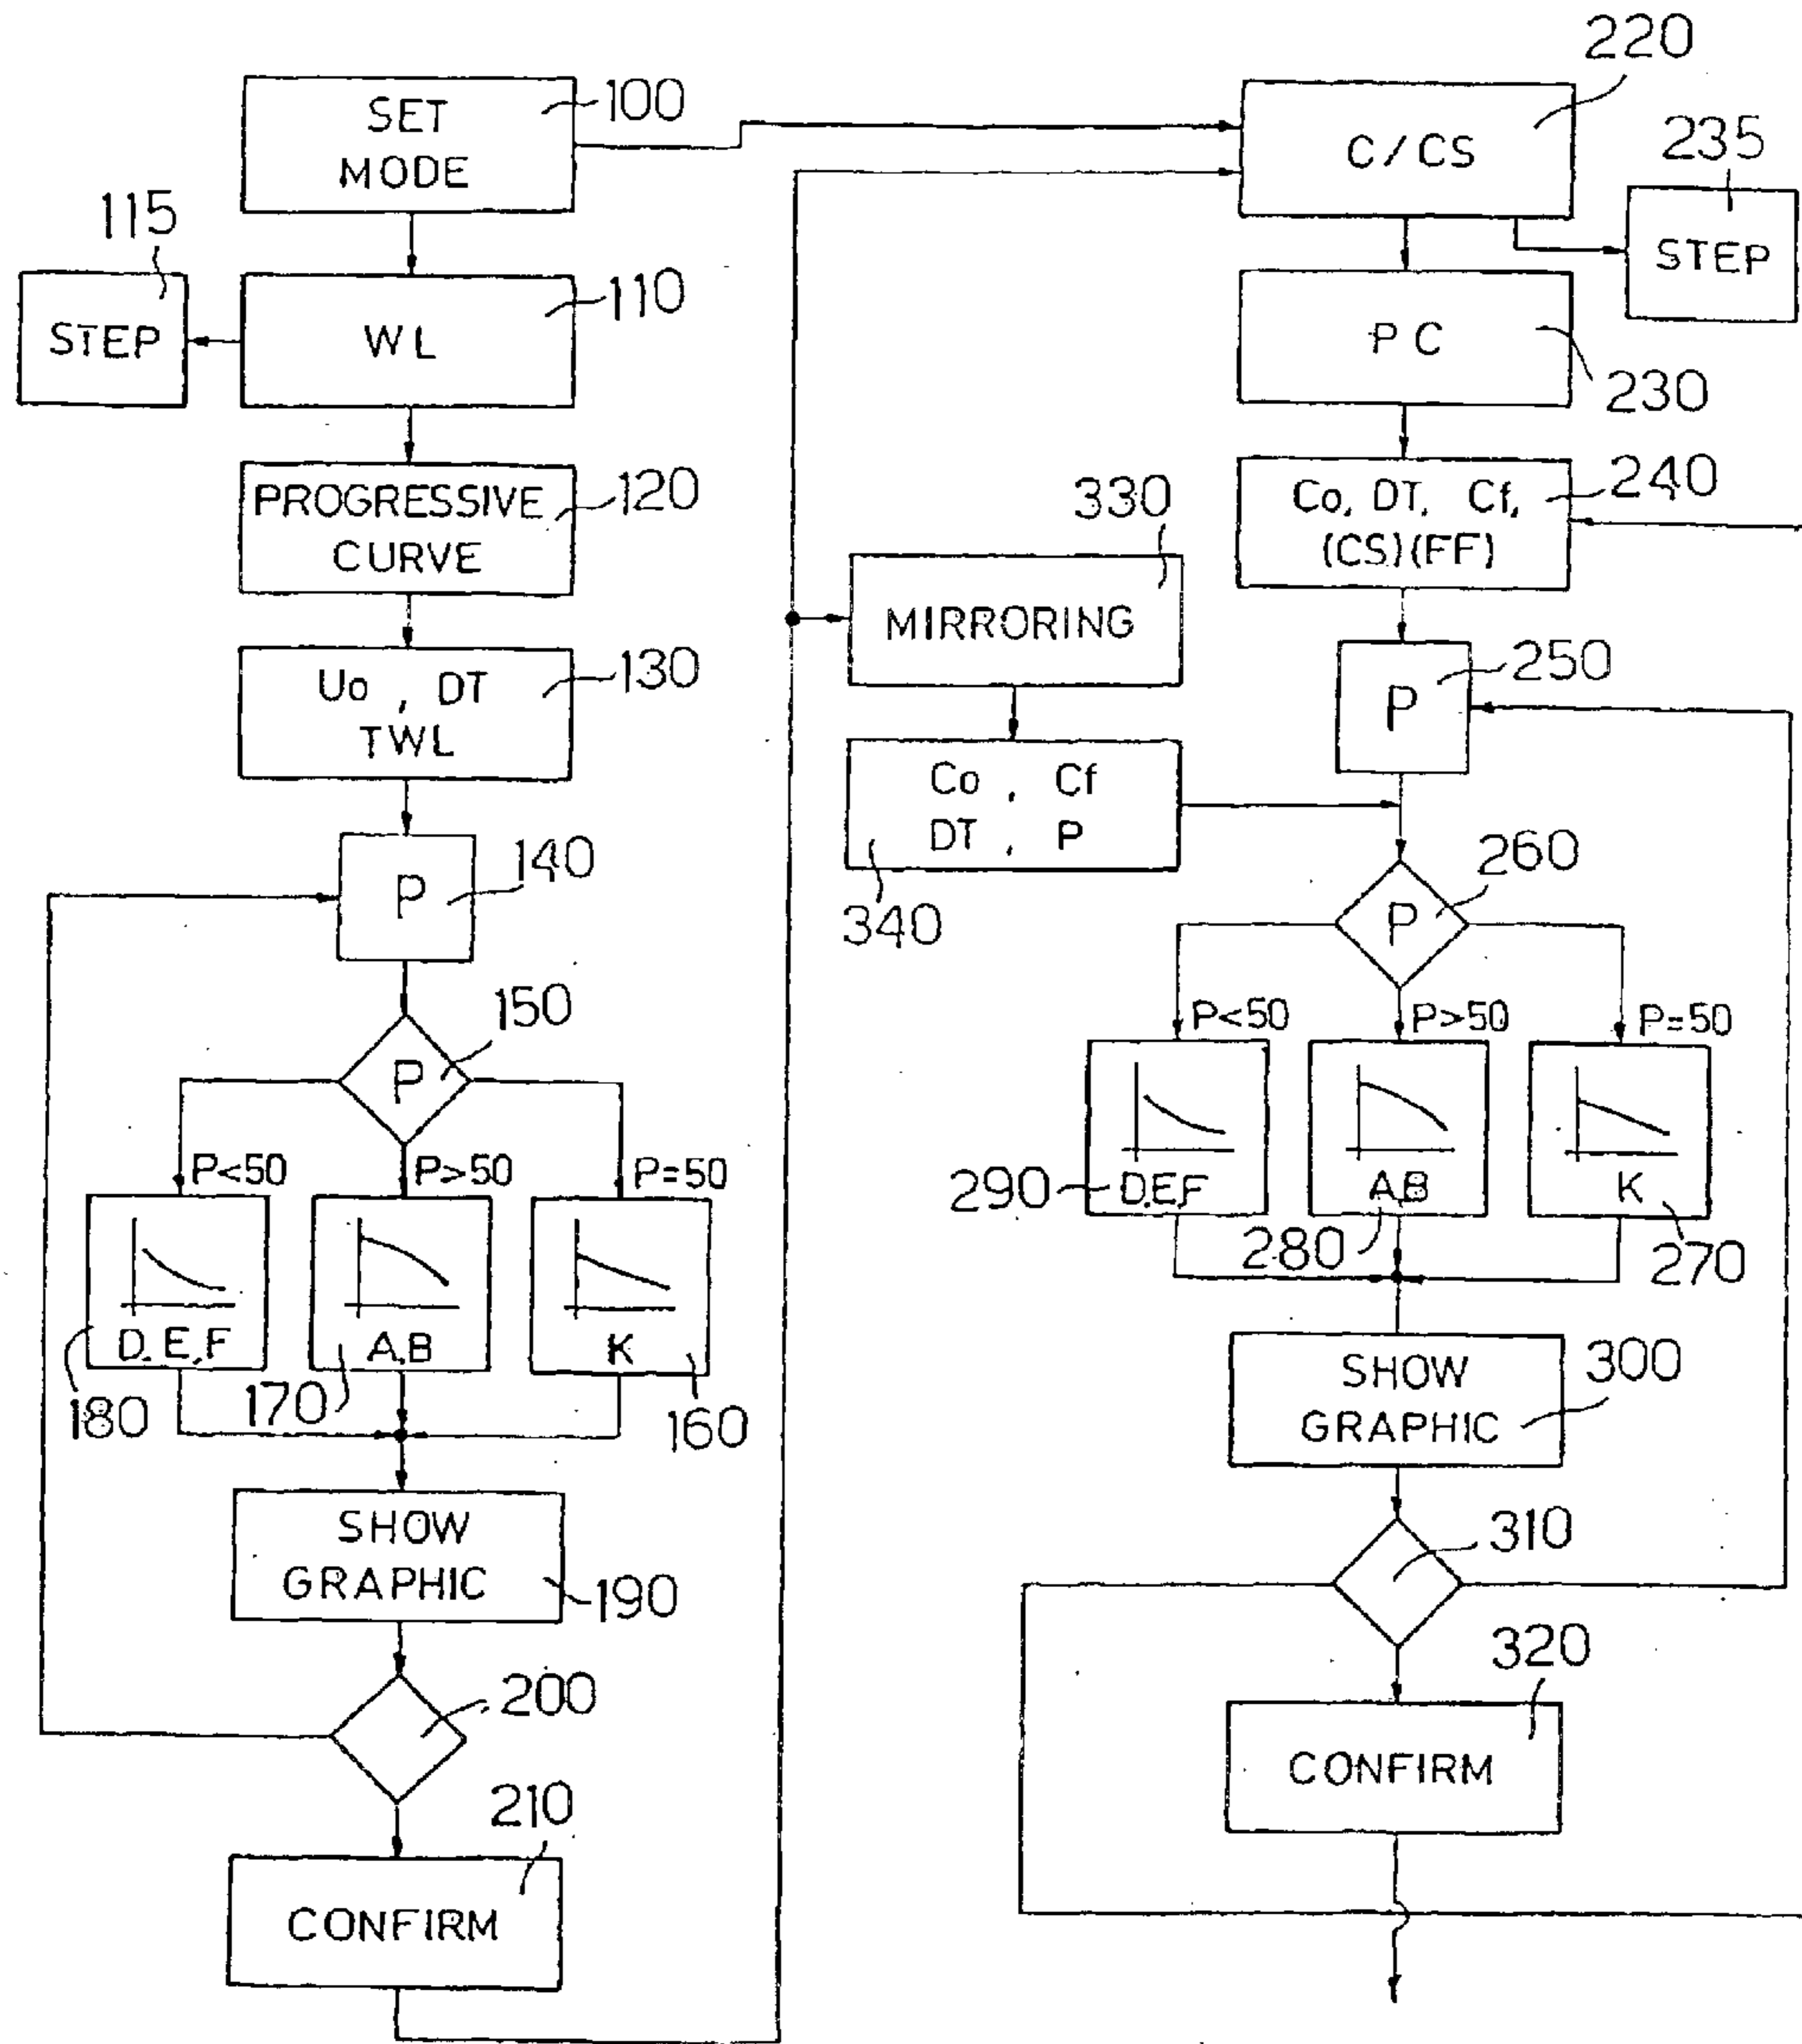 SET
MODE
100
115
STEP
WL
110
PROGRESSIVE
CURVE
120
Uo , DT
TWL
130
P
140
P
150
P<50
P>50
P=50
D, E, F
A,B
K
180
170
160
SHOW
GRAPHIC
190
200
210
CONFIRM
220
C/CS
235
STEP
PC
230
Co, DT, Cf,
(CS)(FF)
240
330
MIRRORING
Co , Cf
DT , P
340
P
250
P
260
P<50
P>50
P=50
D,E,F
A,B
K
290
280
270
SHOW
GRAPHIC
300
310
320
CONFIRM